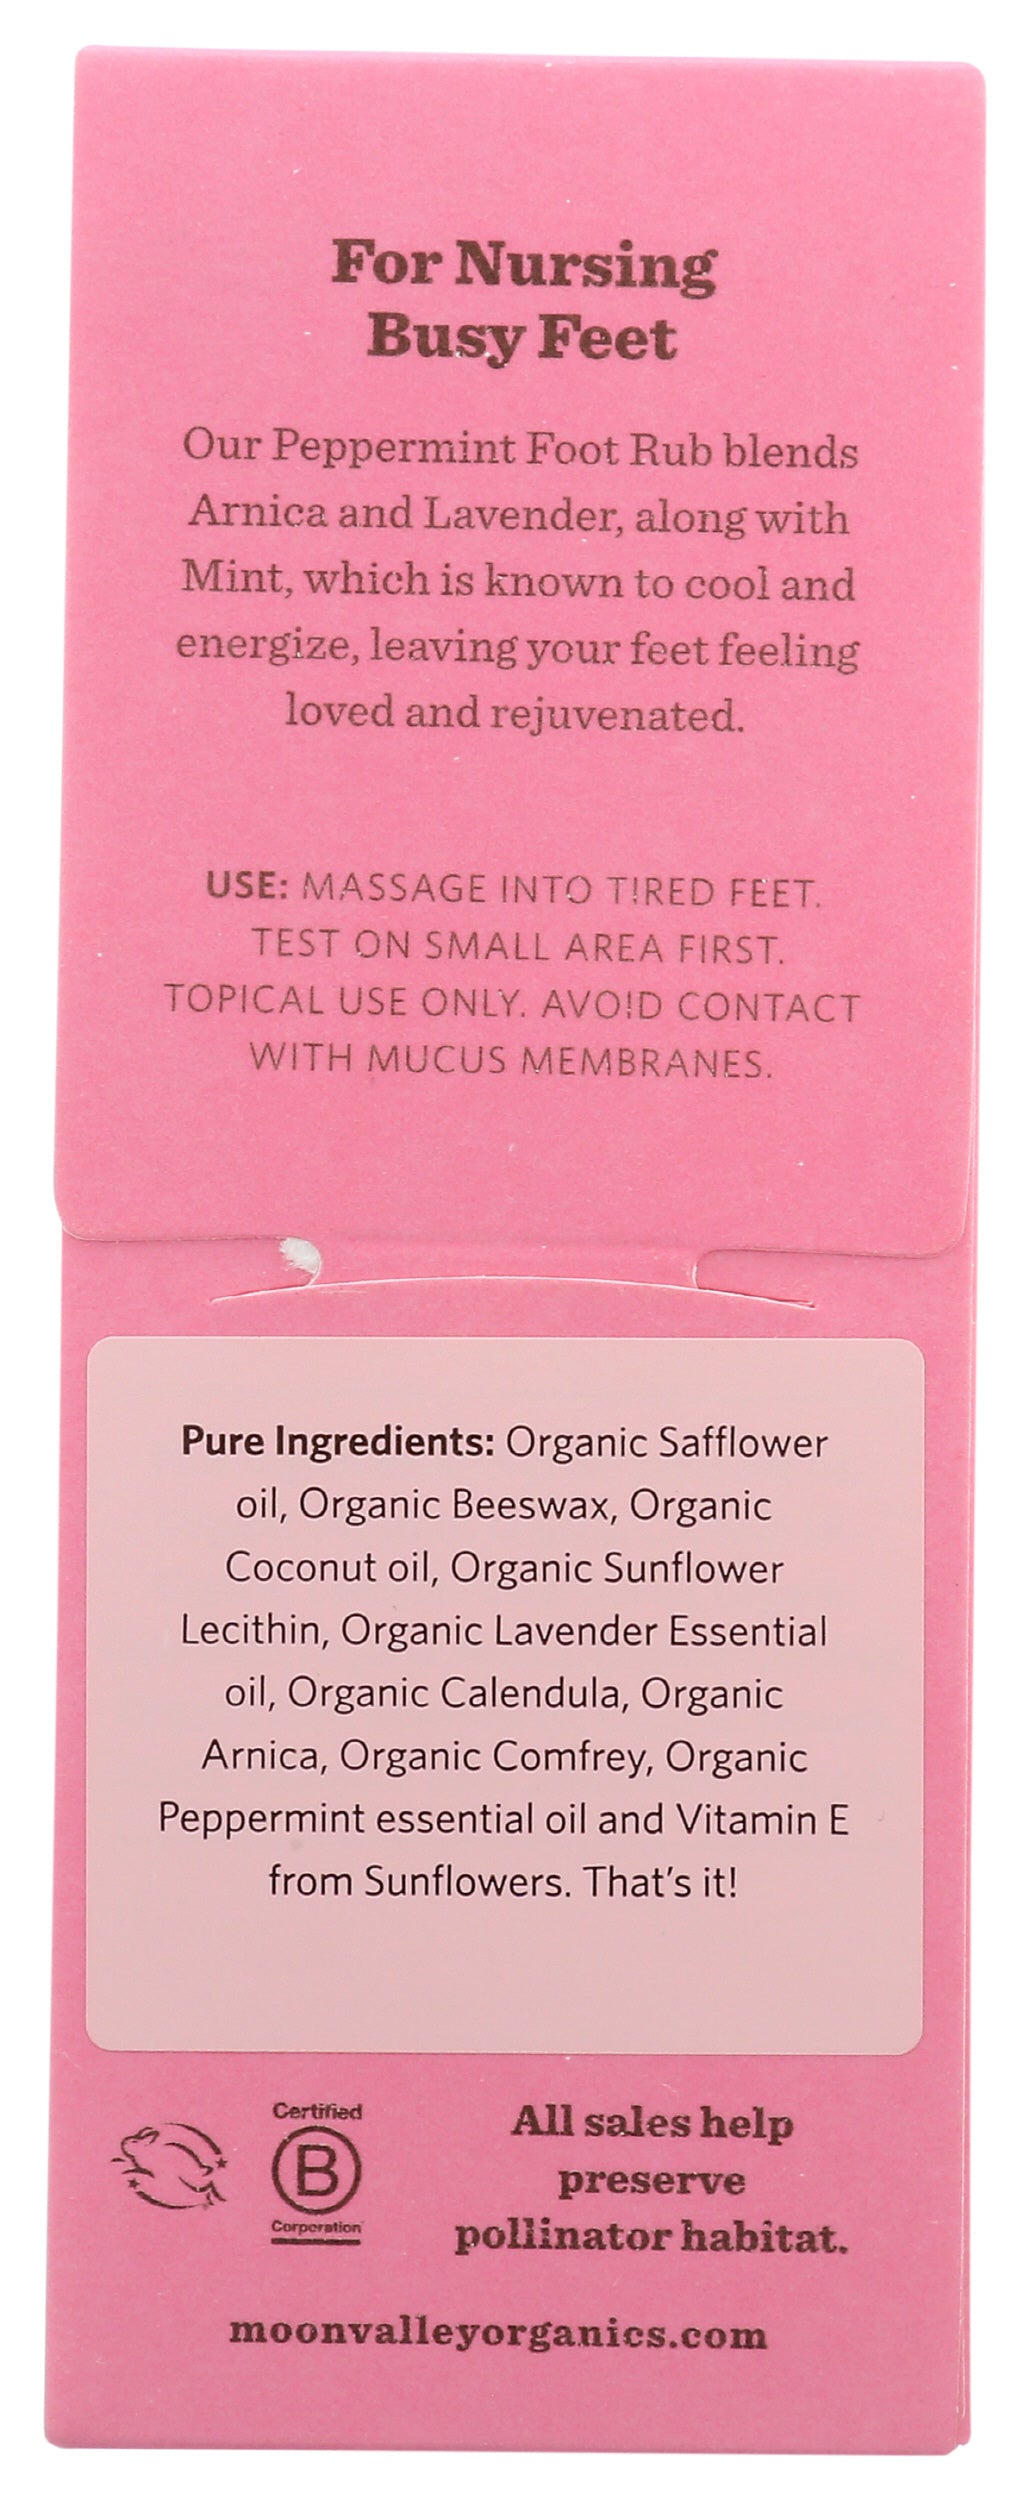 For Nursing
Busy Feet
Our Peppermint Foot Rub blends
Arnica and Lavender, along with
Mint, which is known to cool and
energize, leaving your feet feeling
loved and rejuvenated.
USE: MASSAGE INTO TIRED FEET.
TEST ON SMALL AREA FIRST.
TOPICAL USE ONLY. AVOID CONTACT
WITH MUCUS MEMBRANES.
Pure Ingredients: Organic Safflower
oil, Organic Beeswax, Organic
Coconut oil, Organic Sunflower
Lecithin, Organic Lavender Essential
oil, Organic Calendula, Organic
Arnica, Organic Comfrey, Organic
Peppermint essential oil and Vitamin E
from Sunflowers. That's it!
Certified
B
Corporation
All sales help
preserve
pollinator habitat.
moonvalleyorganics.com